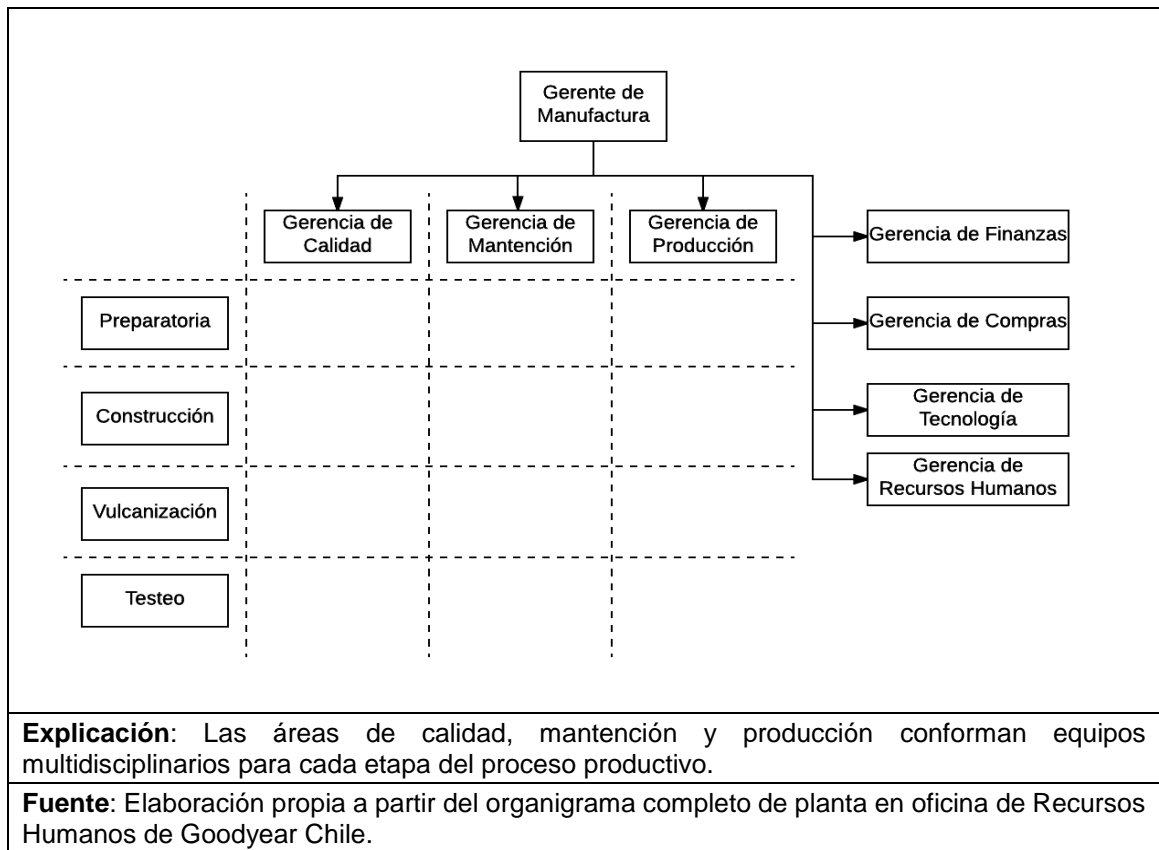 Gerente de
Manufactura
Gerencia de
Calidad
Gerencia de
Mantención
Gerencia de
Producción
Gerencia de Finanzas
Preparatoria
Gerencia de Compras
Construcción
Gerencia de
Tecnología
Gerencia de
Recursos Humanos
Vulcanización
Testeo
Explicación: Las áreas de calidad, mantención y producción conforman equipos
multidisciplinarios para cada etapa del proceso productivo.
Fuente: Elaboración propia a partir del organigrama completo de planta en oficina de Recursos
Humanos de Goodyear Chile.